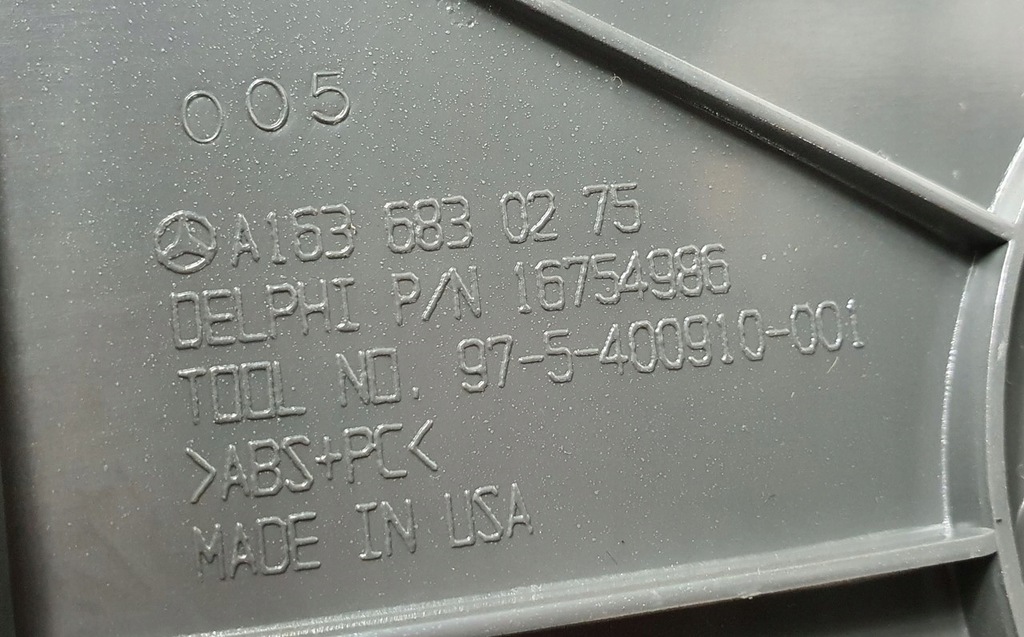 005
A163 683 02 75
DELPHI P/N 16754986
TOOL NO. 97-5-400910-001
>ABS+PC<
MADE IN USA